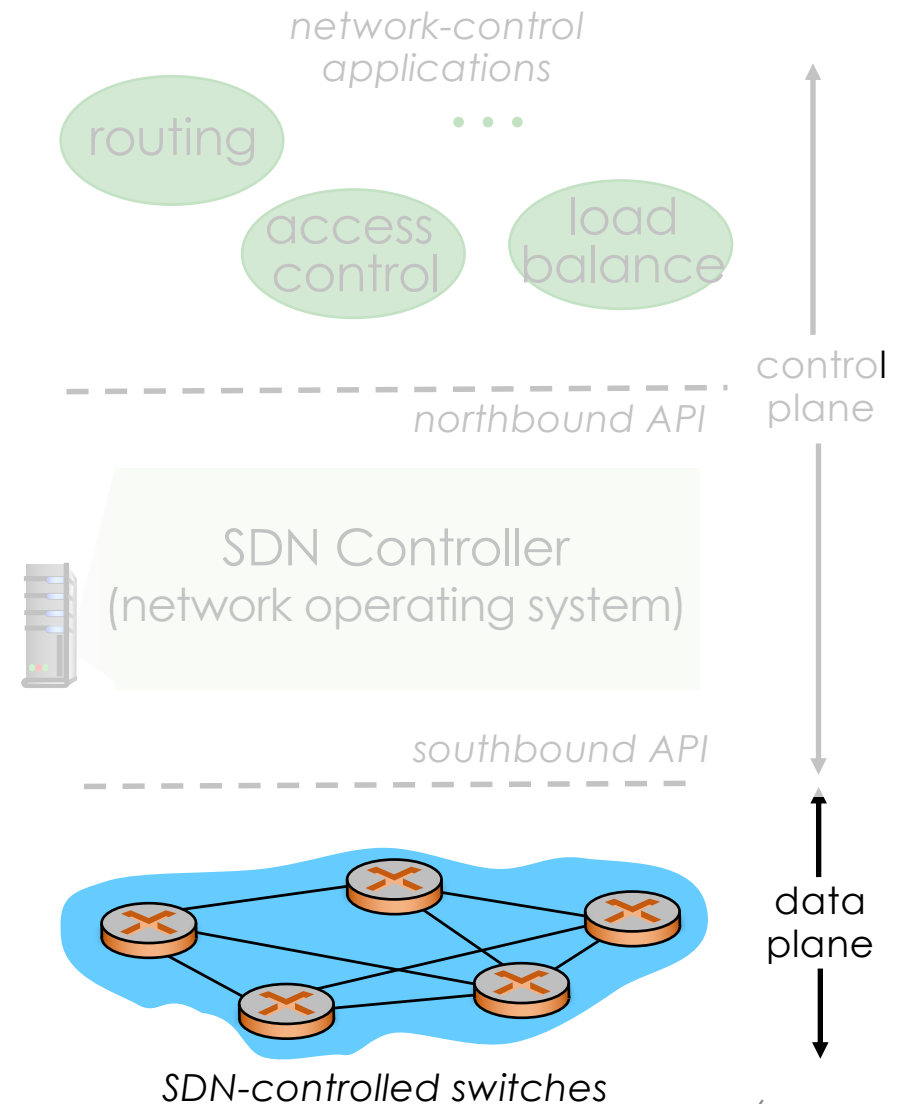 network-control
applications
routing
• • •
access
control
load
balance
control
plane
northbound API
SDN Controller
(network operating system)
southbound API
data
plane
SDN-controlled switches